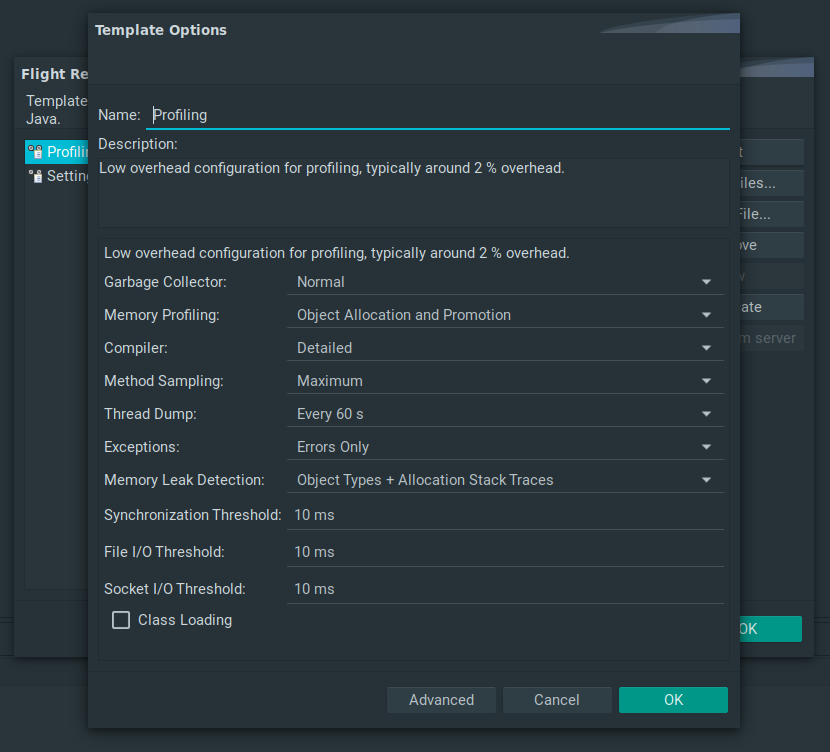 Template Options
Flight Re
Template
Java.
Name: Profiling
Description:
Low overhead configuration for profiling, typically around 2 % overhead.
Profilin
Setting
Low overhead configuration for profiling, typically around 2 % overhead.
Garbage Collector: Normal
Memory Profiling: Object Allocation and Promotion
Compiler: Detailed
Method Sampling: Maximum
Thread Dump: Every 60 s
Exceptions: Errors Only
Memory Leak Detection: Object Types + Allocation Stack Traces
Synchronization Threshold: 10 ms
File I/O Threshold: 10 ms
Socket I/O Threshold: 10 ms
Class Loading
Advanced Cancel OK
t
iles...
File...
ove
w
ate
m server
OK